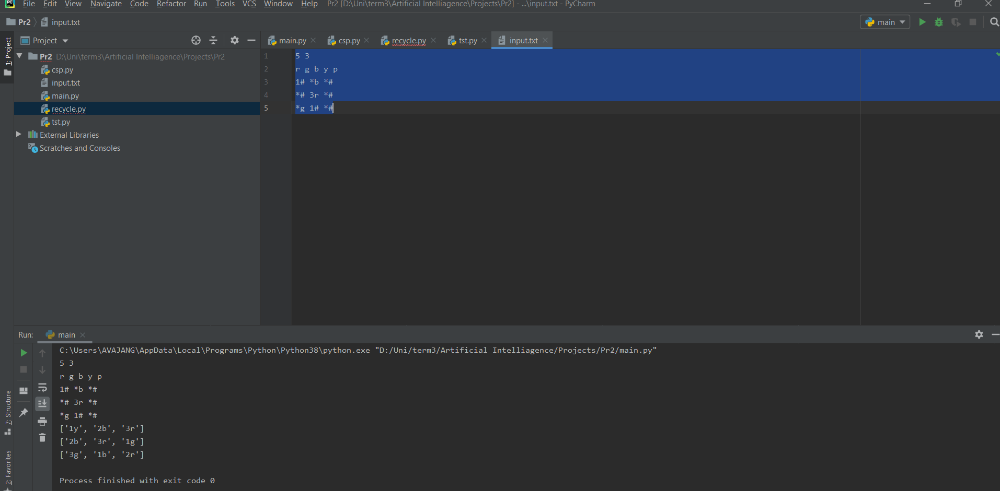 PC File Edit View Navigate Code Refactor Run Tools VCS Window Help Pr2 [D:\Uni\term3\Artificial Intelliagence\Projects\Pr2] - ...\input.txt - PyCharm
Pr2 input.txt main
1: Project
Project
main.py csp.py recycle.py tst.py input.txt
Pr2 D:\Uni\term3\Artificial Intelliagence\Projects\Pr2
csp.py
input.txt
main.py
recycle.py
tst.py
External Libraries
Scratches and Consoles
1 5 3
2 r g b y p
3 1# *b *#
4 *# 3r *#
5 *g 1# *#
Run: main
C:\Users\AVAJANG\AppData\Local\Programs\Python\Python38\python.exe "D:/Uni/term3/Artificial Intelliagence/Projects/Pr2/main.py"
5 3
r g b y p
1# *b *#
*# 3r *#
*g 1# *#
['1y', '2b', '3r']
['2b', '3r', '1g']
['3g', '1b', '2r']
Process finished with exit code 0
7: Structure
2: Favorites